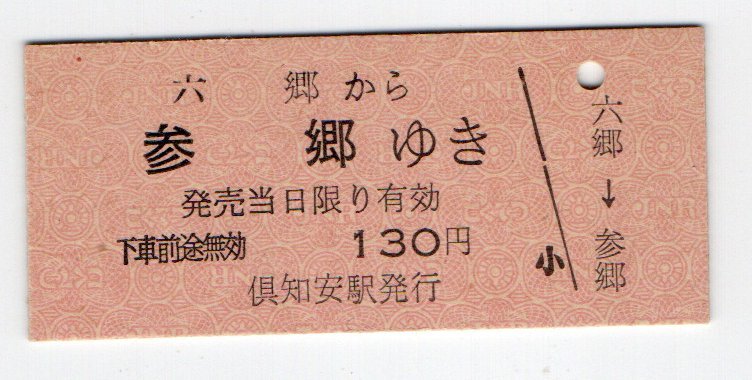 六郷から
参郷ゆき
発売当日限り有効
下車前途無効 130円
倶知安駅発行
小
六郷→参郷